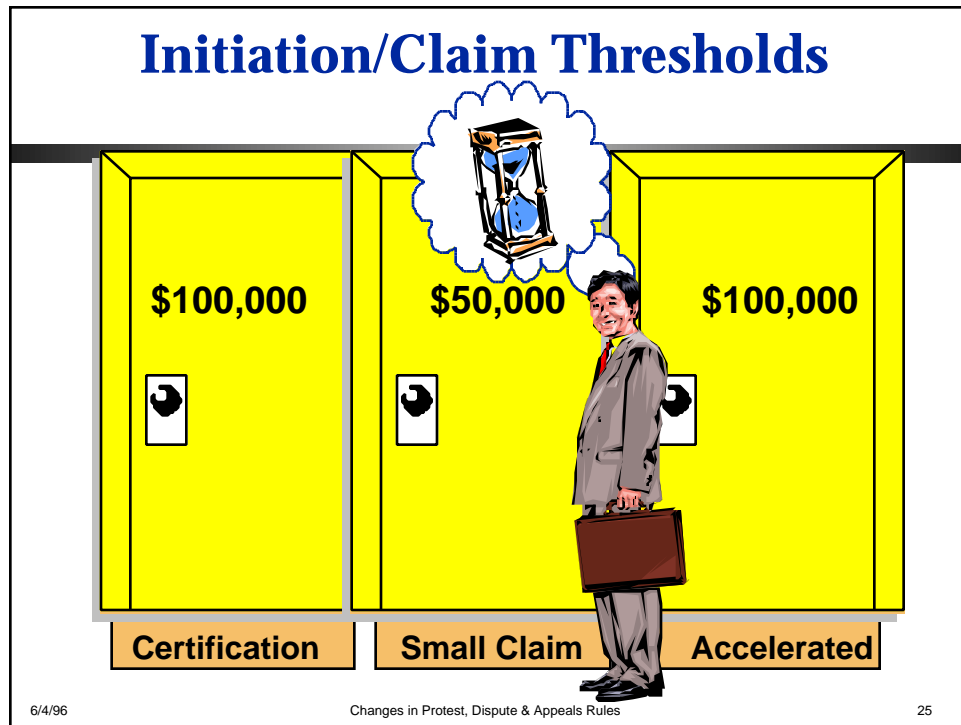 Initiation/Claim Thresholds
$100,000 $50,000 $100,000
Certification Small Claim Accelerated
6/4/96 Changes in Protest, Dispute & Appeals Rules 25